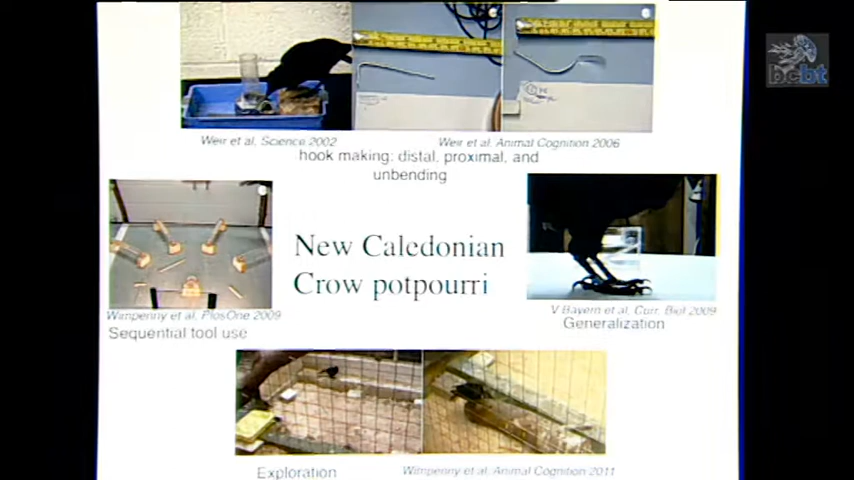 bcbt
Weir et al, Science 2002
Weir et al, Animal Cognition 2006
hook making: distal, proximal, and
unbending
New Caledonian
Crow potpourri
Wimpenny et al, PlosOne 2009
Sequential tool use
V Bayern et al, Curr. Biol 2009
Generalization
Exploration
Wimpenny et al. Animal Cognition 2011